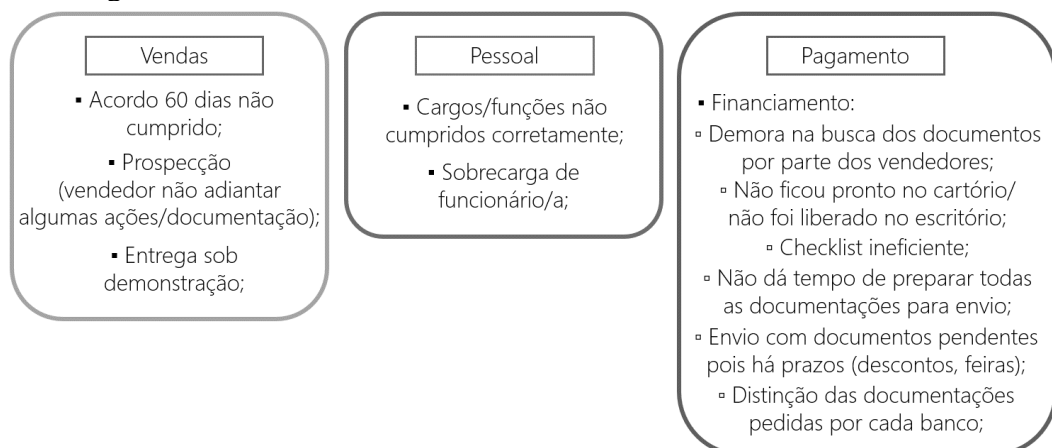 Vendas
▪ Acordo 60 dias não
cumprido;
▪ Prospecção
(vendedor não adiantar
algumas ações/documentação);
▪ Entrega sob
demonstração;
Pessoal
▪ Cargos/funções não
cumpridos corretamente;
▪ Sobrecarga de
funcionário/a;
Pagamento
▪ Financiamento:
▫ Demora na busca dos documentos
por parte dos vendedores;
▫ Não ficou pronto no cartório/
não foi liberado no escritório;
▫ Checklist ineficiente;
▫ Não dá tempo de preparar todas
as documentações para envio;
▫ Envio com documentos pendentes
pois há prazos (descontos, feiras);
▫ Distinção das documentações
pedidas por cada banco;